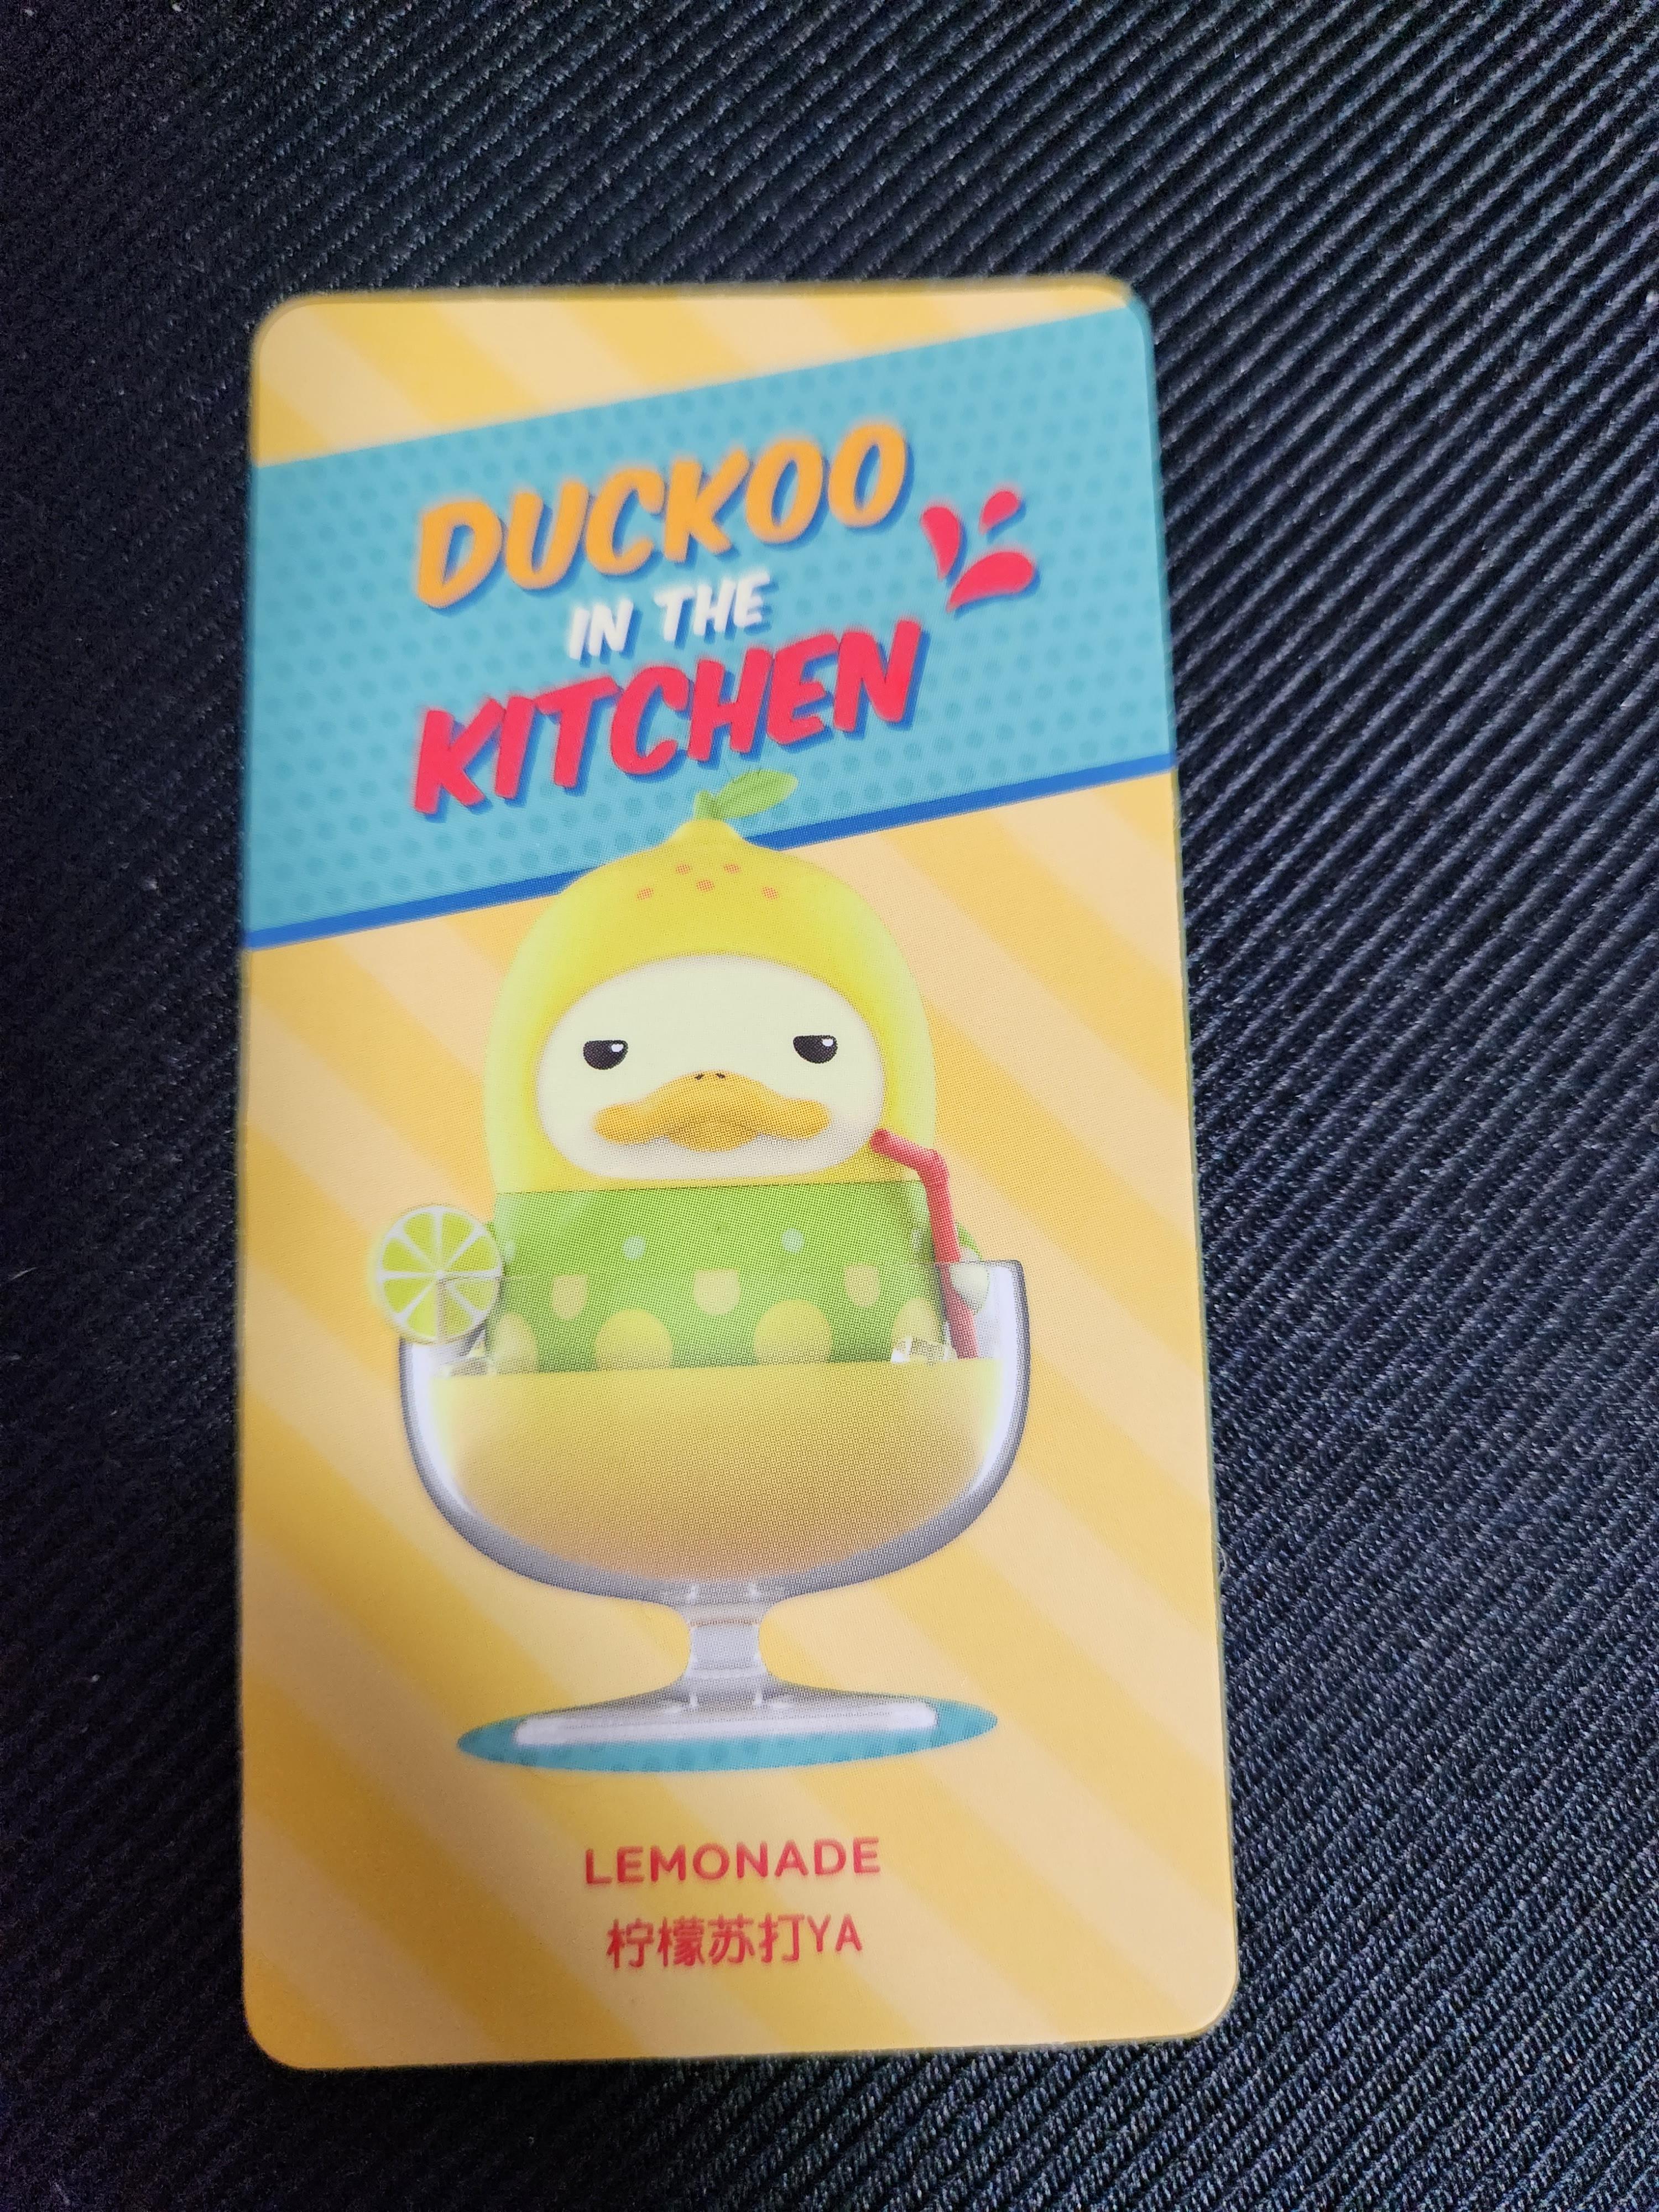 DUCKOO
IN THE
KITCHEN
LEMONADE
柠檬苏打YA